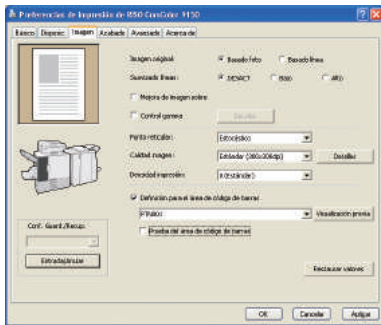 Preferencias de impresión de RISO ComColor 9150
Básico Disposic. Imagen Acabado Avanzada Acerca de
Imagen original: Basado foto Basado línea
Suavizado líneas: DESACT Bajo Alto
Mejora de imagen sobre
Control gamma Detalles
Punto reticular: Estocástico
Calidad imagen: Estándar (300x300dpi) Detalles
Densidad impresión: 0 (Estándar)
Definición para el área de código de barras
Visualización previa
Prueba del área de código de barras
Conf. Guard./Recup.
Entrada/anular
Restaurar valores
OK Cancelar Aplicar